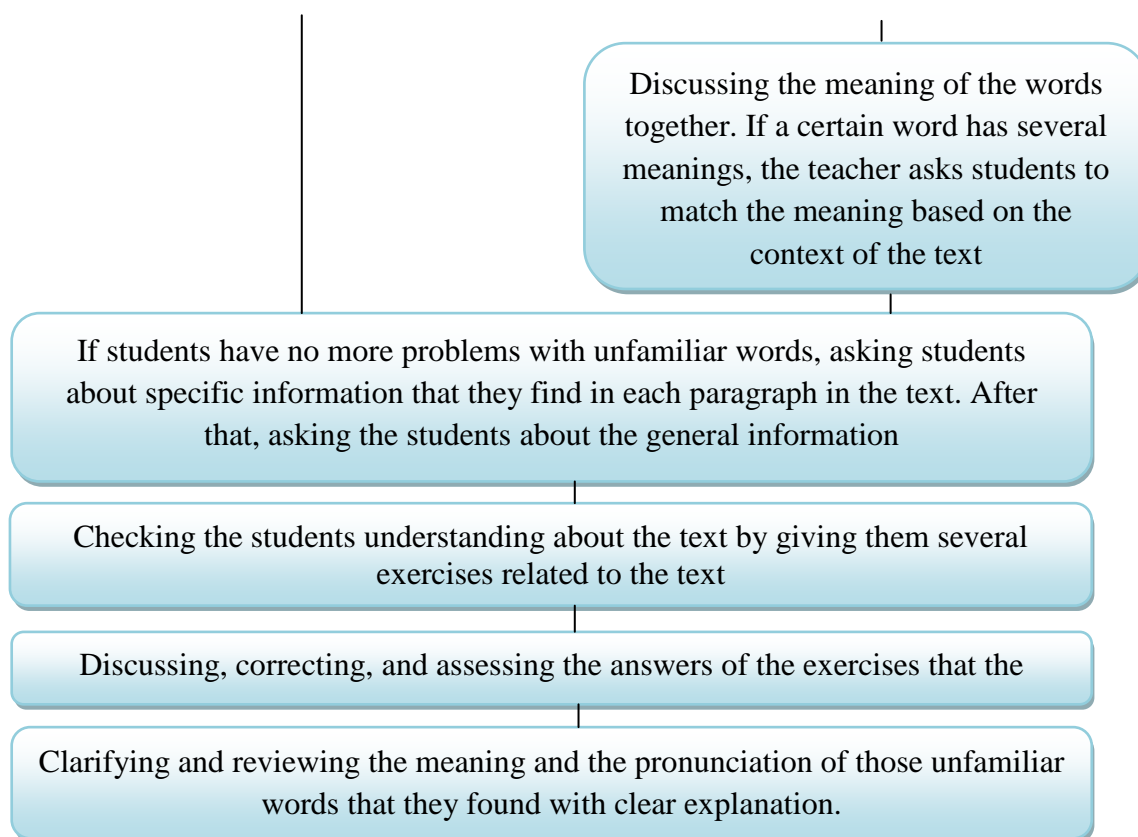 Discussing the meaning of the words
together. If a certain word has several
meanings, the teacher asks students to
match the meaning based on the
context of the text
If students have no more problems with unfamiliar words, asking students
about specific information that they find in each paragraph in the text. After
that, asking the students about the general information
Checking the students understanding about the text by giving them several
exercises related to the text
Discussing, correcting, and assessing the answers of the exercises that the
Clarifying and reviewing the meaning and the pronunciation of those unfamiliar
words that they found with clear explanation.